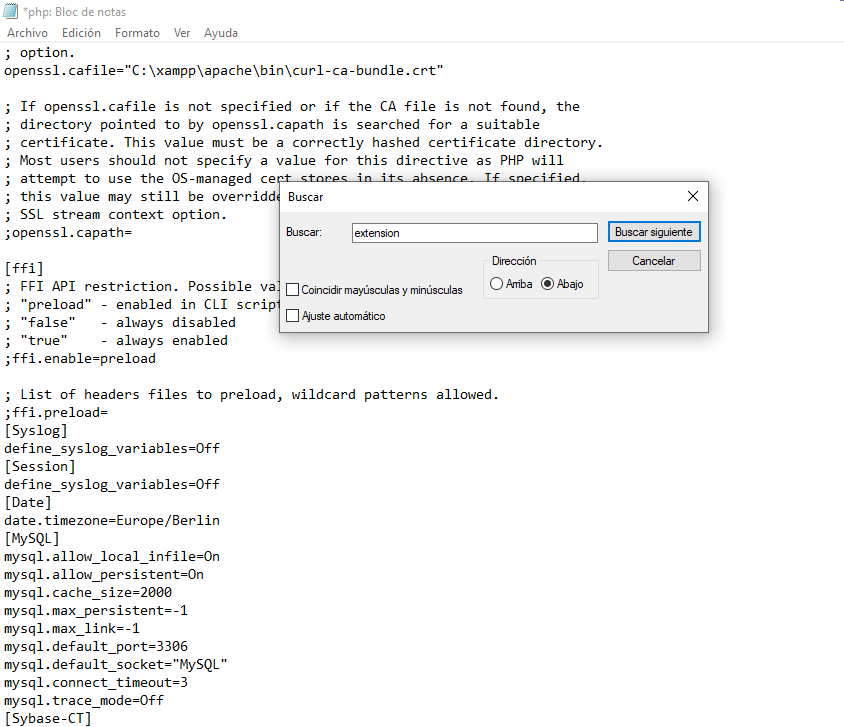 *php: Bloc de notas
Archivo Edición Formato Ver Ayuda
; option.
openssl.cafile="C:\xampp\apache\bin\curl-ca-bundle.crt"
; If openssl.cafile is not specified or if the CA file is not found, the
; directory pointed to by openssl.capath is searched for a suitable
; certificate. This value must be a correctly hashed certificate directory.
; Most users should not specify a value for this directive as PHP will
; attempt to use the OS-managed cert stores in its absence. If specified,
; this value may still be overridde
; SSL stream context option.
;openssl.capath=
[ffi]
; FFI API restriction. Possible val
; "preload" - enabled in CLI script
; "false"   - always disabled
; "true"    - always enabled
;ffi.enable=preload
; List of headers files to preload, wildcard patterns allowed.
;ffi.preload=
[Syslog]
define_syslog_variables=Off
[Session]
define_syslog_variables=Off
[Date]
date.timezone=Europe/Berlin
[MySQL]
mysql.allow_local_infile=On
mysql.allow_persistent=On
mysql.cache_size=2000
mysql.max_persistent=-1
mysql.max_link=-1
mysql.default_port=3306
mysql.default_socket="MySQL"
mysql.connect_timeout=3
mysql.trace_mode=Off
[Sybase-CT]
Buscar
Buscar: extension Buscar siguiente
Cancelar
Dirección
Arriba Abajo
Coincidir mayúsculas y minúsculas
Ajuste automático